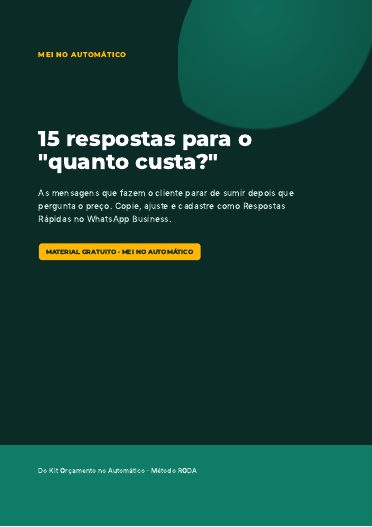 MEI NO AUTOMÁTICO
15 respostas para o
"quanto custa?"
As mensagens que fazem o cliente parar de sumir depois que
pergunta o preço. Copie, ajuste e cadastre como Respostas
Rápidas no WhatsApp Business.
MATERIAL GRATUITO · MEI NO AUTOMÁTICO
Do Kit Orçamento no Automático · Método RODA